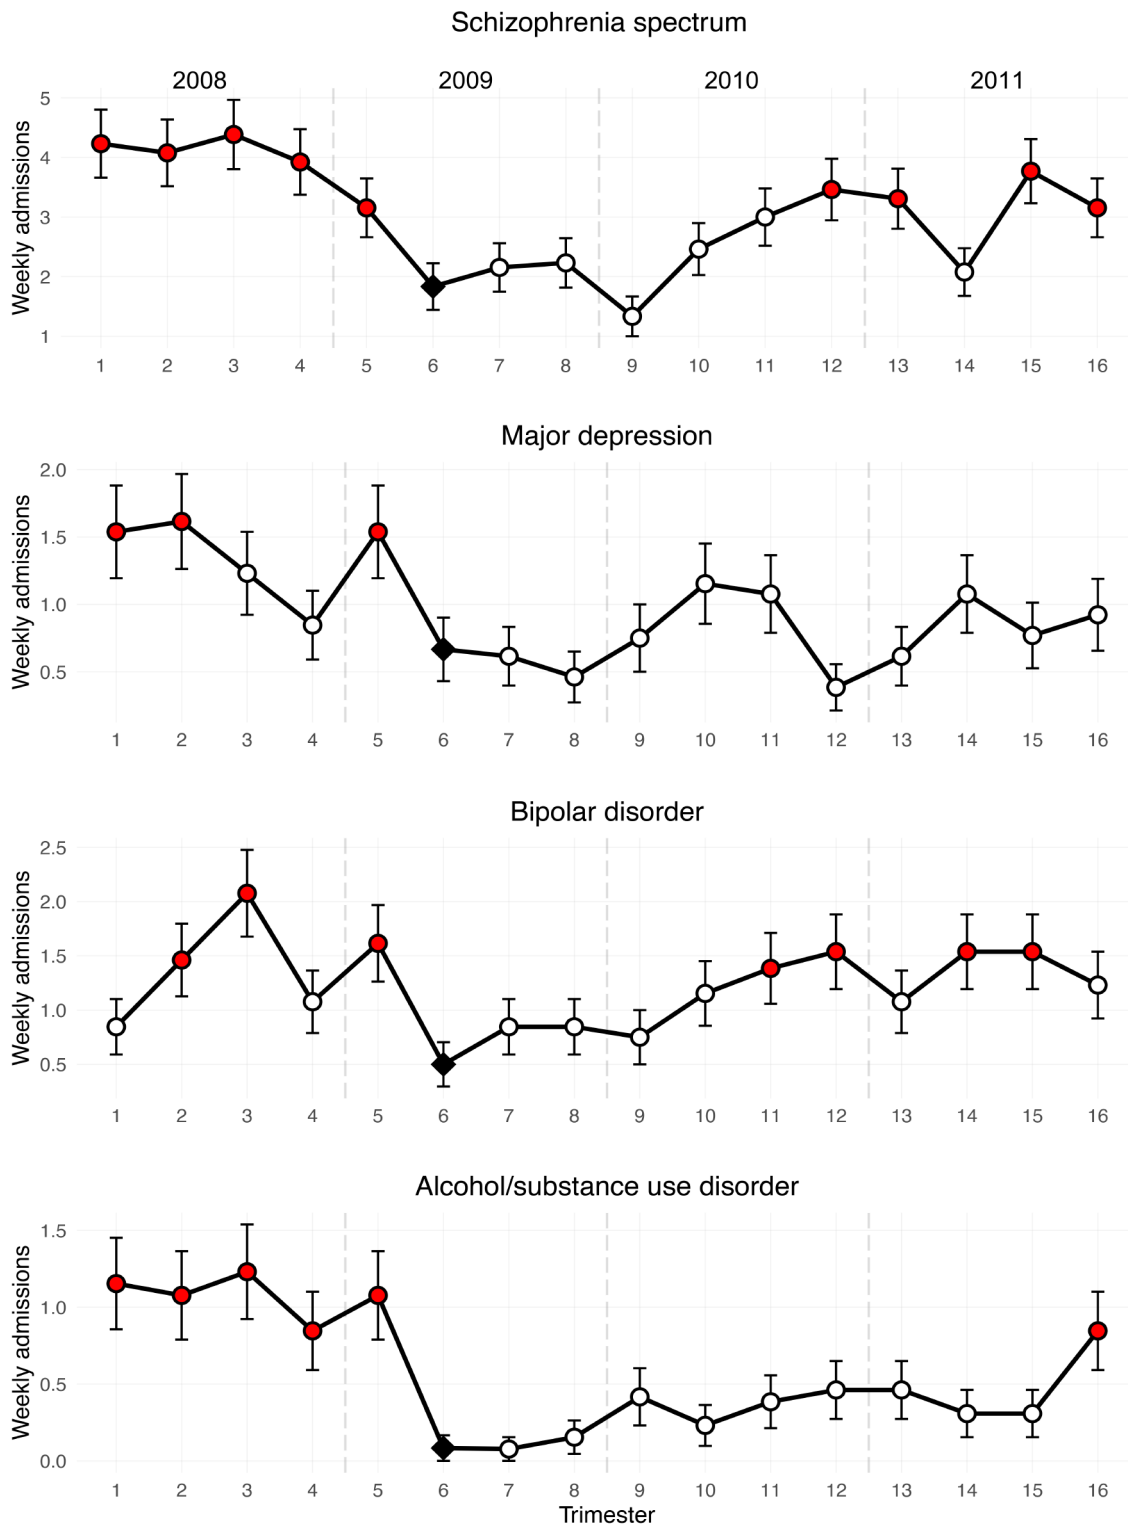 Schizophrenia spectrum
2008 2009 2010 2011
Weekly admissions
5
4
3
2
1
1 2 3 4 5 6 7 8 9 10 11 12 13 14 15 16
Major depression
Weekly admissions
2.0
1.5
1.0
0.5
1 2 3 4 5 6 7 8 9 10 11 12 13 14 15 16
Bipolar disorder
Weekly admissions
2.5
2.0
1.5
1.0
0.5
1 2 3 4 5 6 7 8 9 10 11 12 13 14 15 16
Alcohol/substance use disorder
Weekly admissions
1.5
1.0
0.5
0.0
1 2 3 4 5 6 7 8 9 10 11 12 13 14 15 16
Trimester